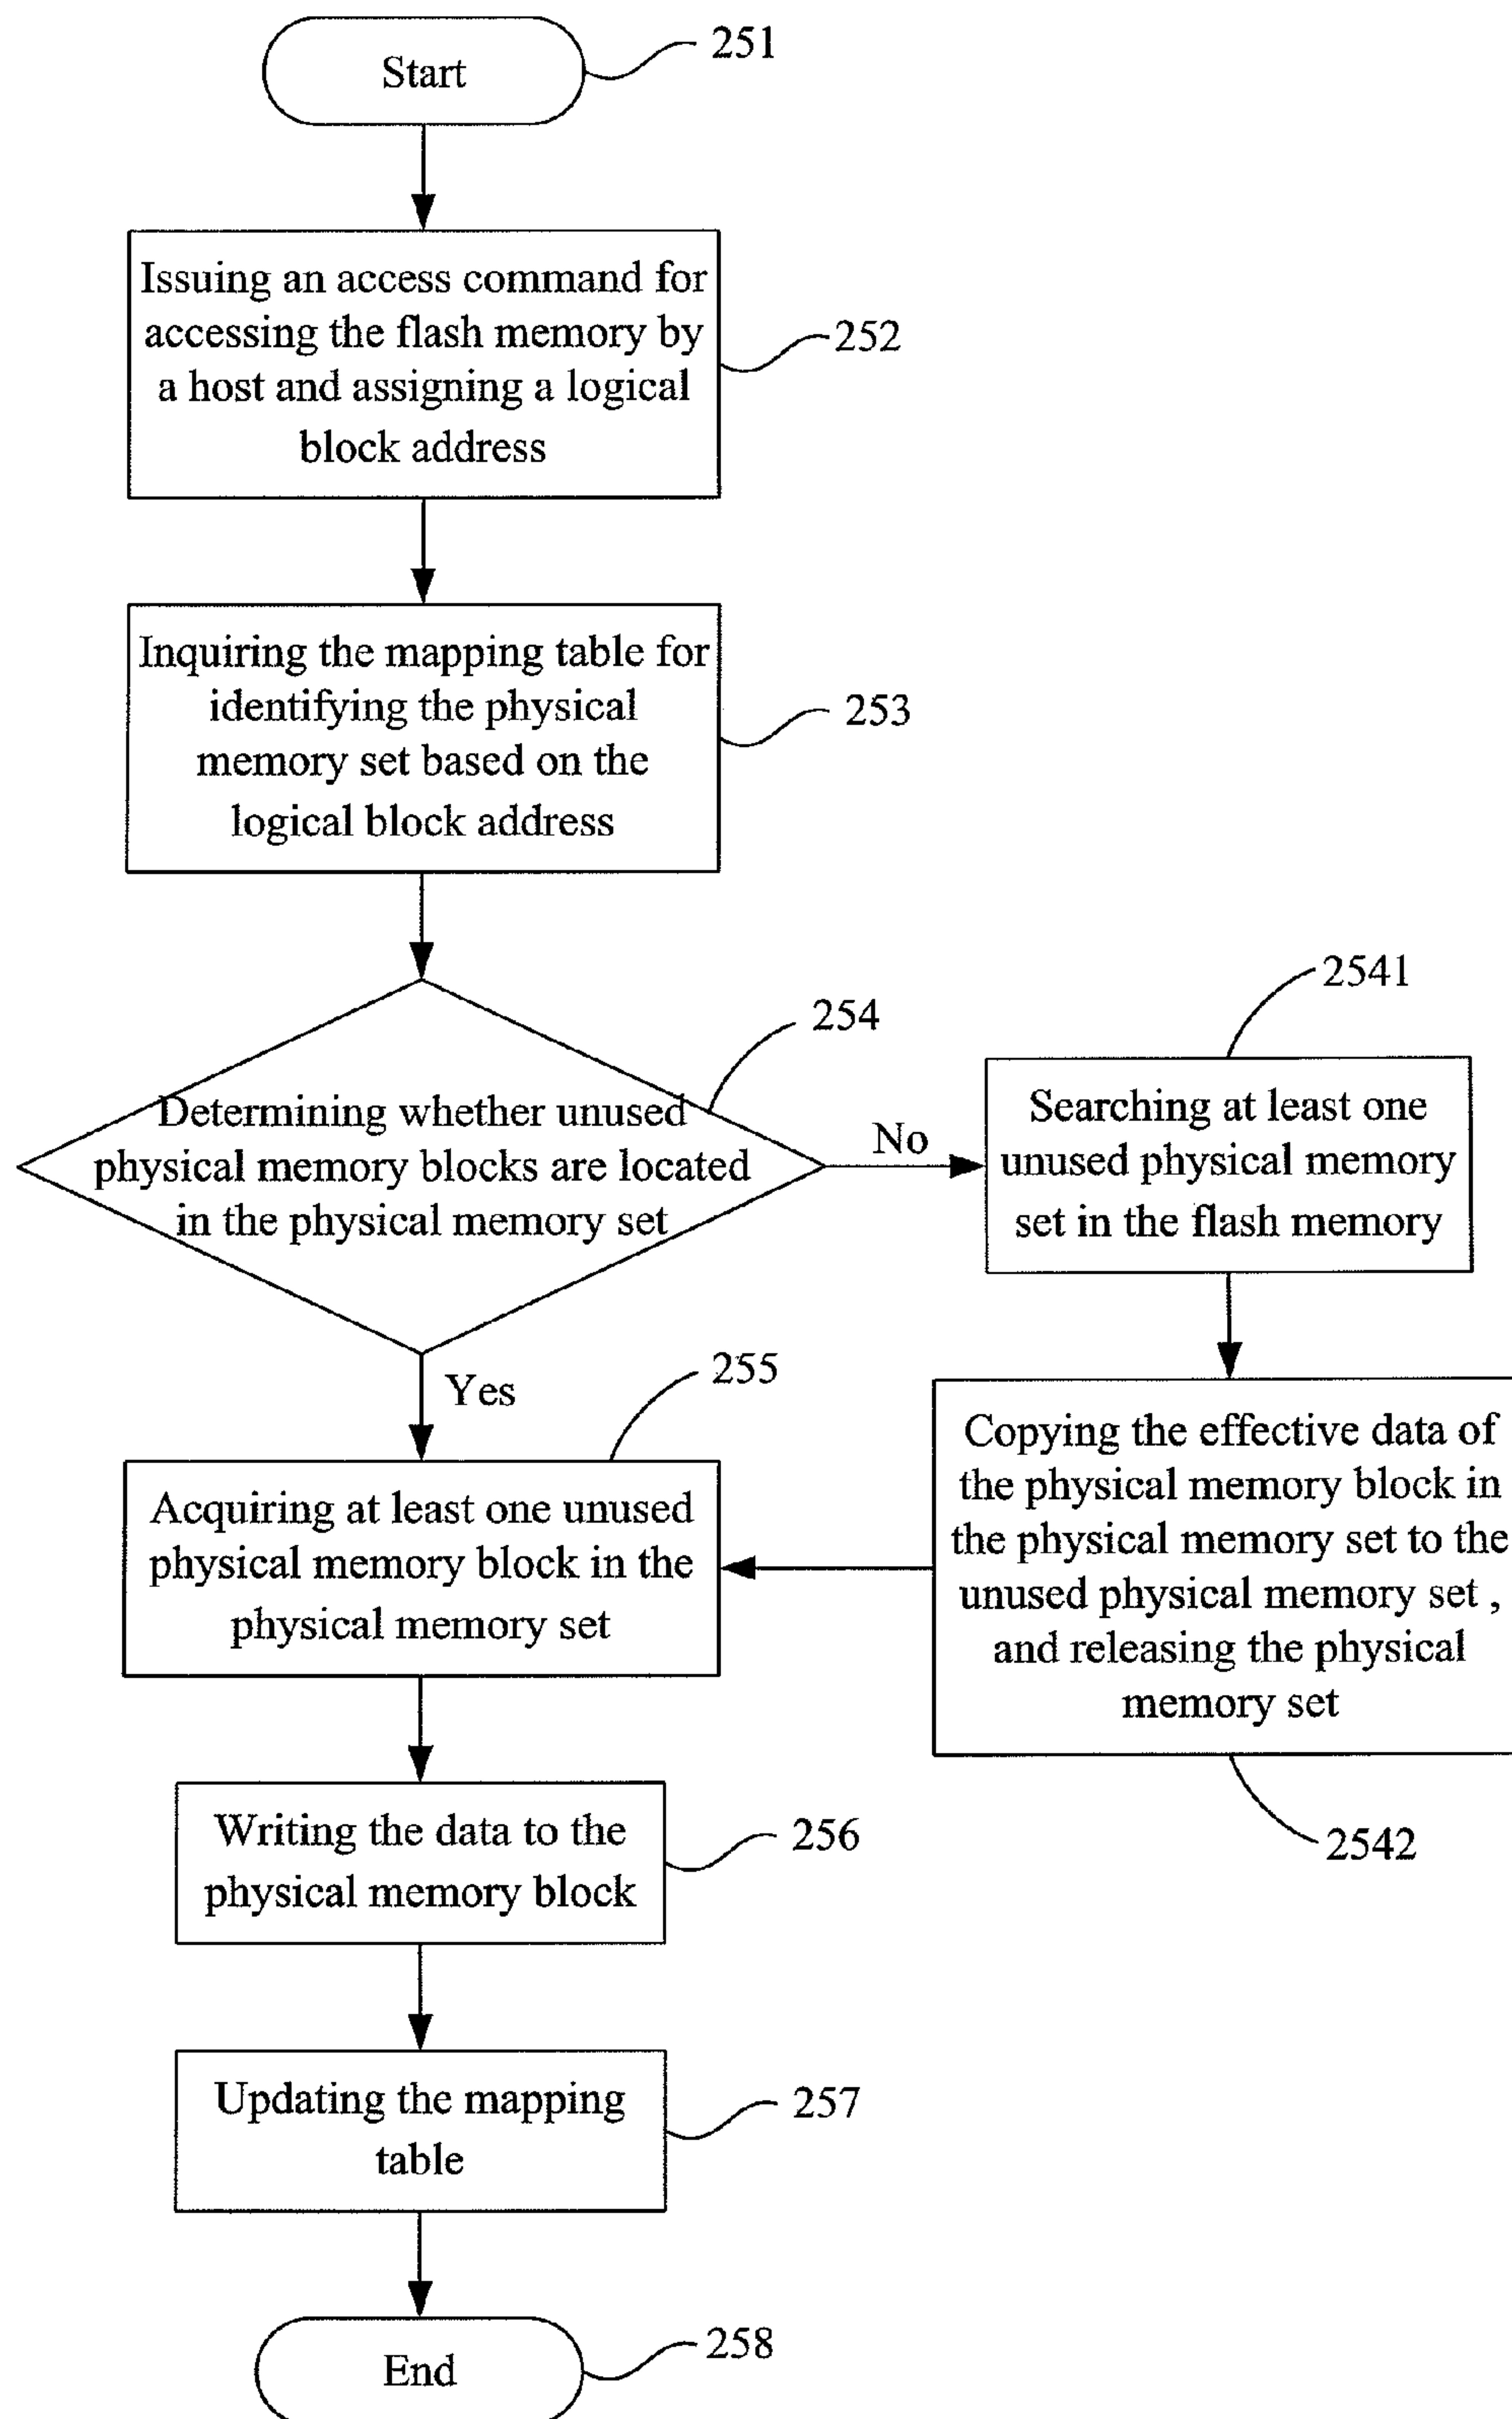 Start
251
Issuing an access command for
accessing the flash memory by
a host and assigning a logical
block address
252
Inquiring the mapping table for
identifying the physical
memory set based on the
logical block address
253
254
Determining whether unused
physical memory blocks are located
in the physical memory set
No
2541
Searching at least one
unused physical memory
set in the flash memory
Yes
255
Acquiring at least one unused
physical memory block in the
physical memory set
Copying the effective data of
the physical memory block in
the physical memory set to the
unused physical memory set ,
and releasing the physical
memory set
2542
Writing the data to the
physical memory block
256
Updating the mapping
table
257
End
258